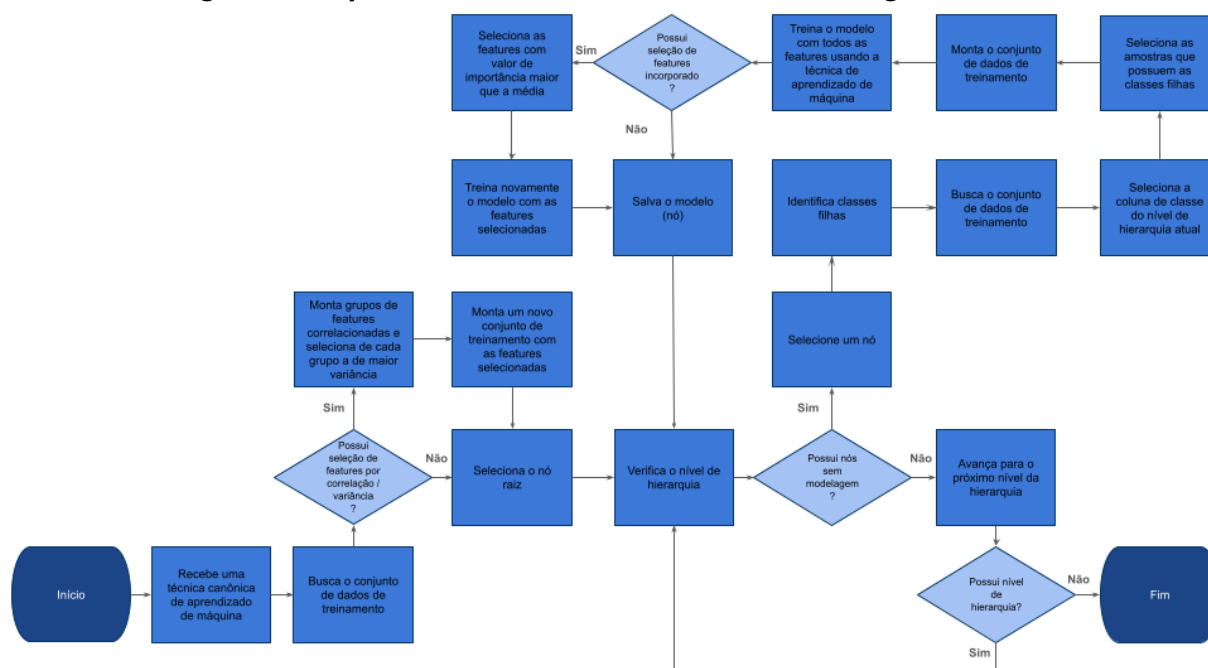 Seleciona as
features com
valor de
importância maior
que a média
Sim
Possui
seleção de
features
incorporado
?
Treina o modelo
com todos as
features usando a
técnica de
aprendizado de
máquina
Monta o conjunto
de dados de
treinamento
Seleciona as
amostras que
possuem as
classes filhas
Não
Treina novamente
o modelo com as
features
selecionadas
Salva o modelo
(nó)
Identifica classes
filhas
Busca o conjunto
de dados de
treinamento
Seleciona a
coluna de classe
do nível de
hierarquia atual
Monta grupos de
features
correlacionadas e
seleciona de cada
grupo a de maior
variância
Monta um novo
conjunto de
treinamento com
as features
selecionadas
Selecione um nó
Sim
Sim
Possui
seleção de
features por
correlação /
variância
?
Não
Seleciona o nó
raiz
Verifica o nível de
hierarquia
Possui nós
sem
modelagem
?
Não
Avança para o
próximo nível da
hierarquia
Início
Recebe uma
técnica canônica
de aprendizado
de máquina
Busca o conjunto
de dados de
treinamento
Possui nível
de
hierarquia?
Não
Fim
Sim